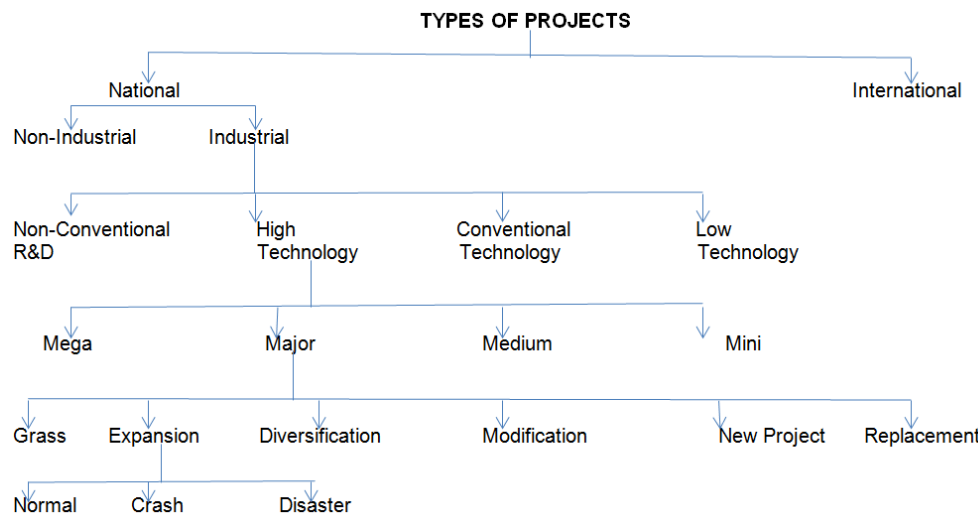 TYPES OF PROJECTS
National International
Non-Industrial Industrial
Non-Conventional High Conventional Low
R&D Technology Technology Technology
Mega Major Medium Mini
Grass Expansion Diversification Modification New Project Replacement
Normal Crash Disaster